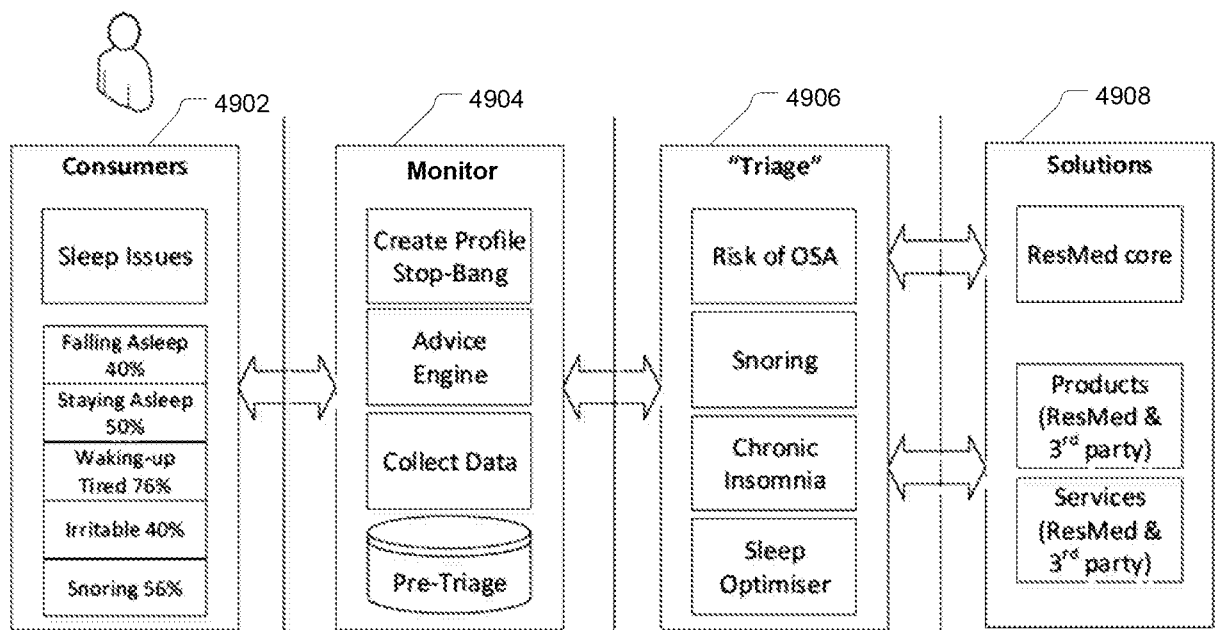 4902
4904
4906
4908
Consumers
Sleep Issues
Falling Asleep
40%
Staying Asleep
50%
Waking-up
Tired 76%
Irritable 40%
Snoring 56%
Monitor
Create Profile
Stop-Bang
Advice
Engine
Collect Data
Pre-Triage
"Triage"
Risk of OSA
Snoring
Chronic
Insomnia
Sleep
Optimiser
Solutions
ResMed core
Products
(ResMed &
3rd party)
Services
(ResMed &
3rd party)